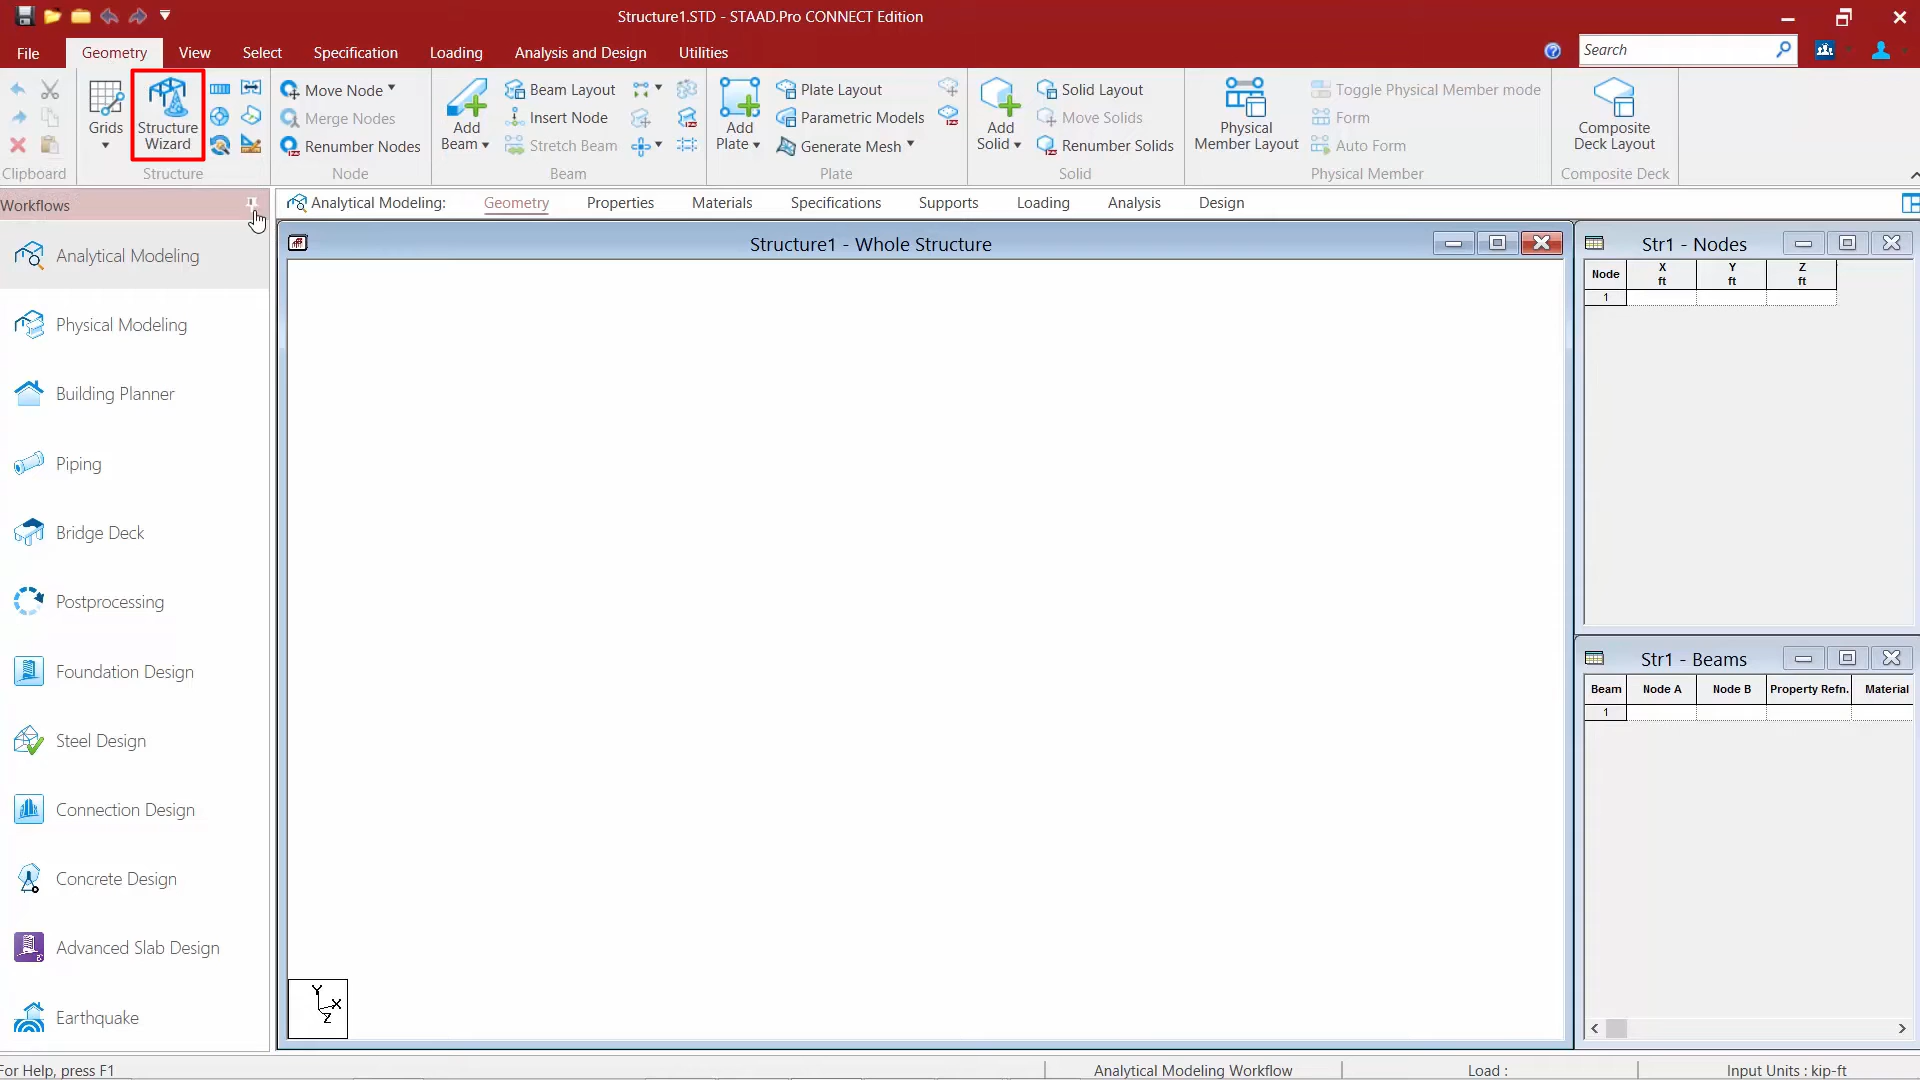 Structure1.STD - STAAD.Pro CONNECT Edition
File Geometry View Select Specification Loading Analysis and Design Utilities
Search
Grids
Structure Wizard
Structure
Clipboard
Move Node
Merge Nodes
Renumber Nodes
Node
Add Beam
Beam Layout
Insert Node
Stretch Beam
Beam
Add Plate
Plate Layout
Parametric Models
Generate Mesh
Plate
Add Solid
Solid Layout
Move Solids
Renumber Solids
Solid
Physical Member Layout
Toggle Physical Member mode
Form
Auto Form
Physical Member
Composite Deck Layout
Composite Deck
Workflows
Analytical Modeling: Geometry Properties Materials Specifications Supports Loading Analysis Design
Analytical Modeling
Physical Modeling
Building Planner
Piping
Bridge Deck
Postprocessing
Foundation Design
Steel Design
Connection Design
Concrete Design
Advanced Slab Design
Earthquake
Structure1 - Whole Structure
Y
X
Z
Str1 - Nodes
Node X ft Y ft Z ft
1
Str1 - Beams
Beam Node A Node B Property Refn. Material
1
For Help, press F1
Analytical Modeling Workflow
Load :
Input Units : kip-ft